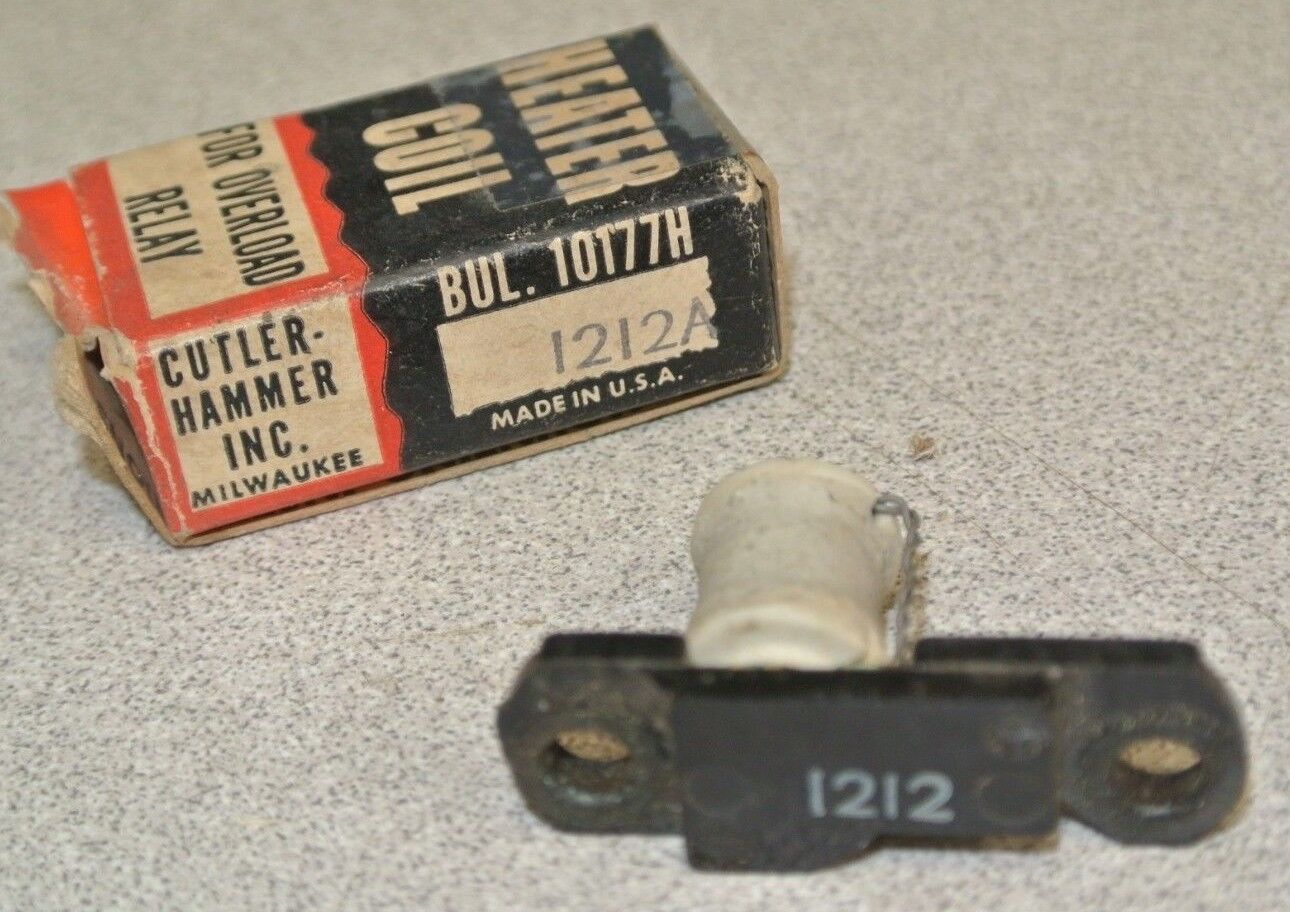 HEATER
COIL
FOR OVERLOAD
RELAY
BUL. 10177H
1212A
MADE IN U.S.A.
CUTLER-
HAMMER
INC.
MILWAUKEE
1212